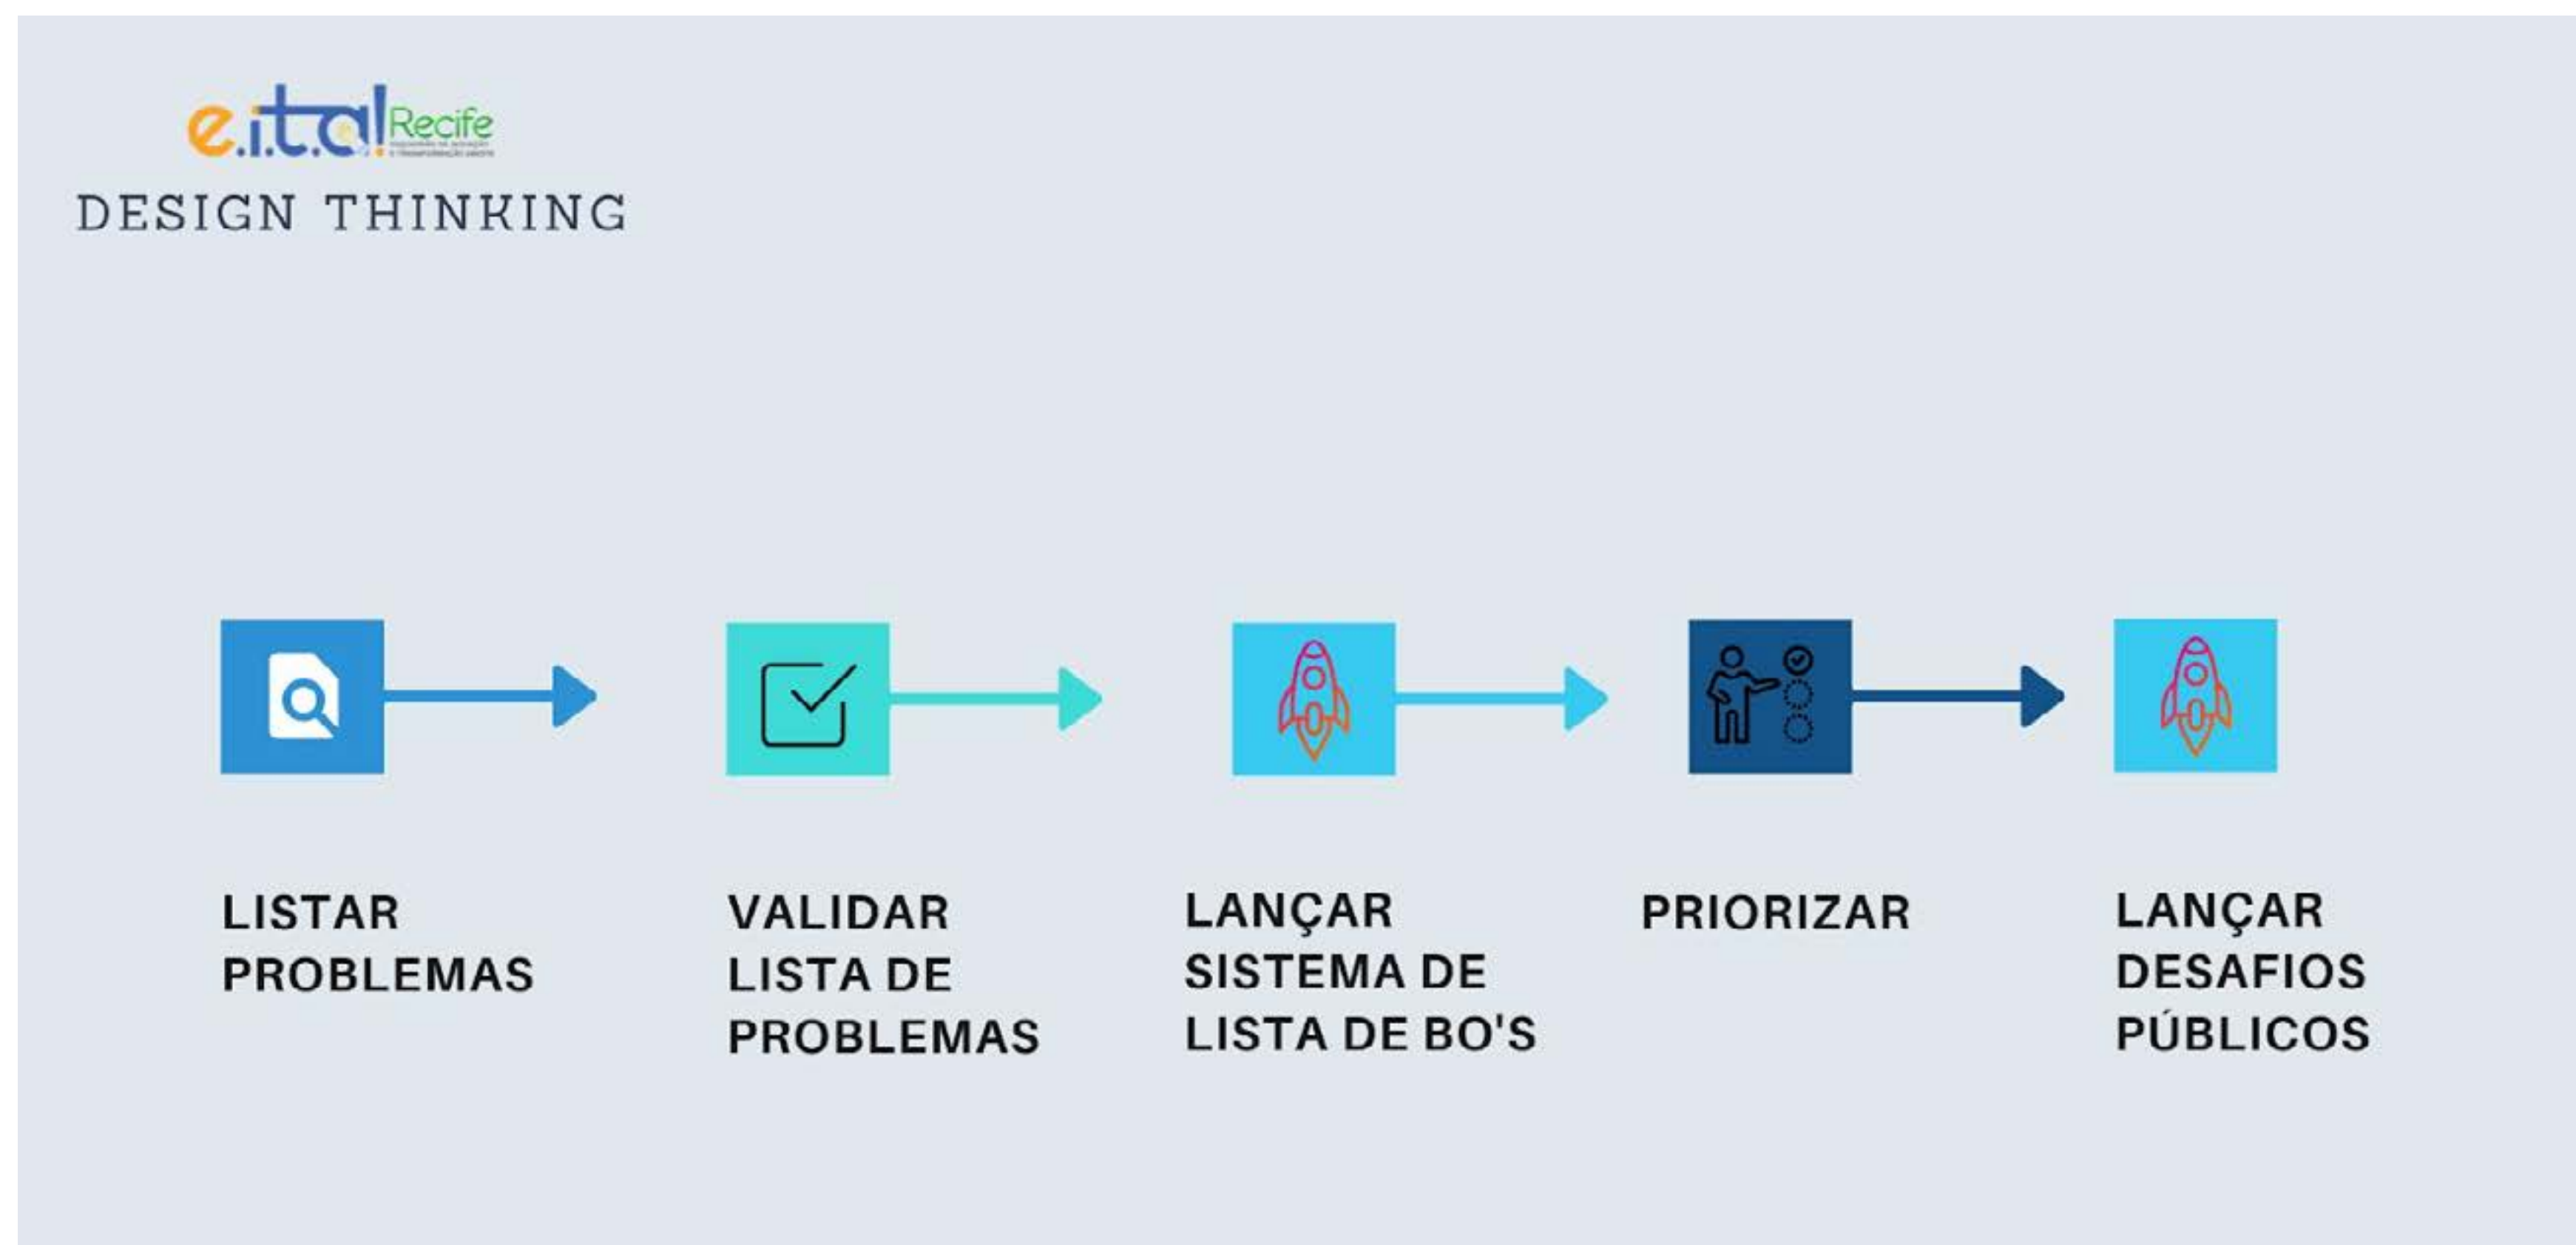 e.i.t.a! Recife
DESIGN THINKING
LISTAR
PROBLEMAS
VALIDAR
LISTA DE
PROBLEMAS
LANÇAR
SISTEMA DE
LISTA DE BO'S
PRIORIZAR
LANÇAR
DESAFIOS
PÚBLICOS